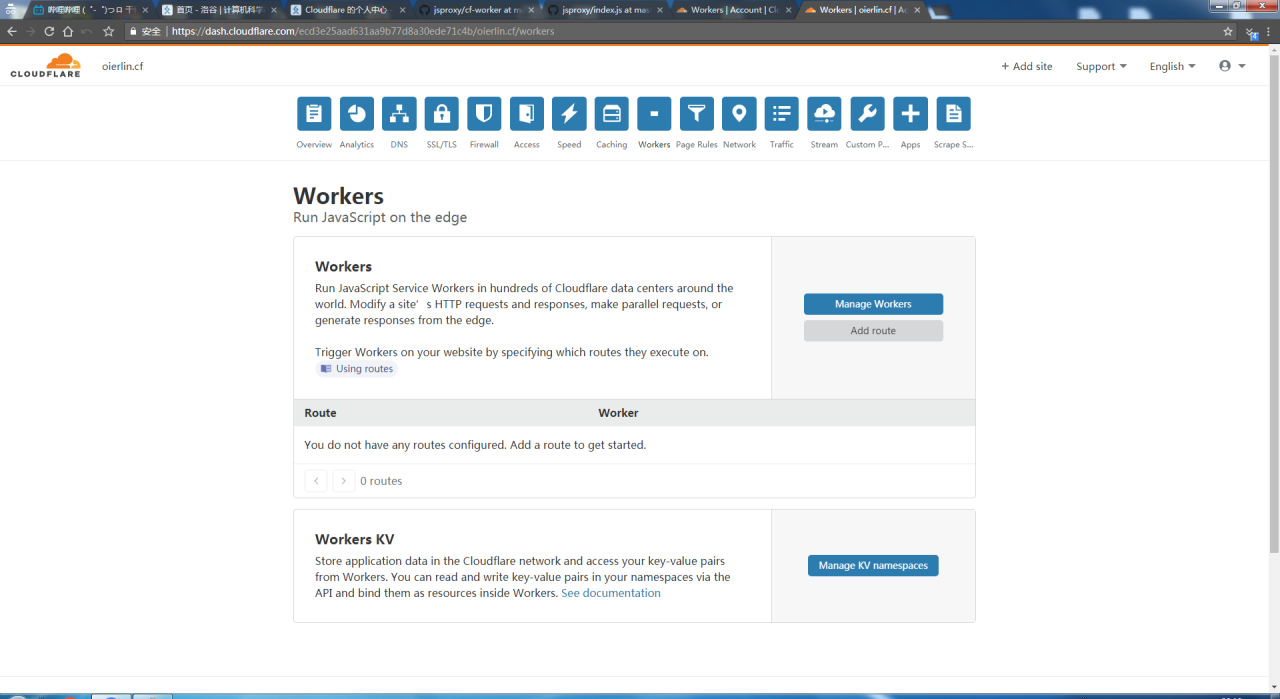 哔哩哔哩 ( ゜- ゜)つロ 干
首页 - 洛谷 | 计算机科学
Cloudflare 的个人中心
jsproxy/cf-worker at m
jsproxy/index.js at mas
Workers | Account | Cl
Workers | oierlin.cf | Ac
安全 | https://dash.cloudflare.com/ecd3e25aad631aa9b77d8a30ede71c4b/oierlin.cf/workers
CLOUDFLARE
oierlin.cf
+ Add site
Support
English
Overview
Analytics
DNS
SSL/TLS
Firewall
Access
Speed
Caching
Workers
Page Rules
Network
Traffic
Stream
Custom P...
Apps
Scrape S...
Workers
Run JavaScript on the edge
Workers
Run JavaScript Service Workers in hundreds of Cloudflare data centers around the
world. Modify a site’s HTTP requests and responses, make parallel requests, or
generate responses from the edge.
Trigger Workers on your website by specifying which routes they execute on.
Using routes
Manage Workers
Add route
Route
Worker
You do not have any routes configured. Add a route to get started.
0 routes
Workers KV
Store application data in the Cloudflare network and access your key-value pairs
from Workers. You can read and write key-value pairs in your namespaces via the
API and bind them as resources inside Workers. See documentation
Manage KV namespaces